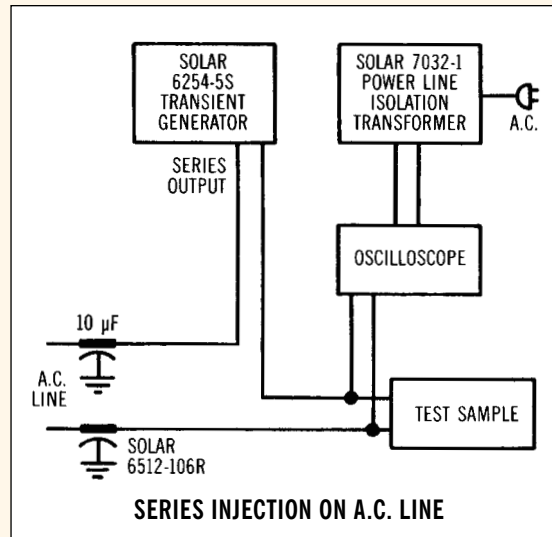 SOLAR
6254-5S
TRANSIENT
GENERATOR
SOLAR 7032-1
POWER LINE
ISOLATION
TRANSFORMER
A.C.
SERIES
OUTPUT
OSCILLOSCOPE
10 µF
A.C.
LINE
TEST SAMPLE
SOLAR
6512-106R
SERIES INJECTION ON A.C. LINE